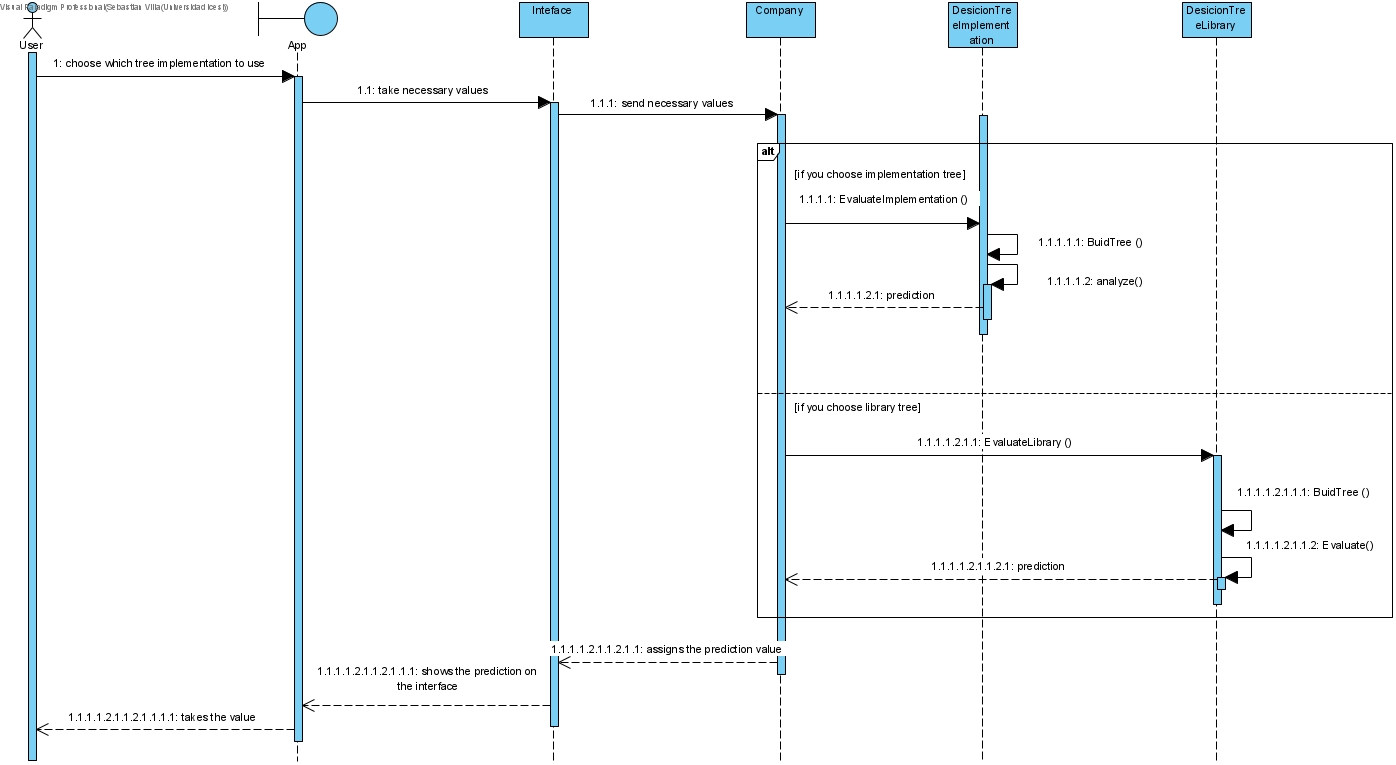 Visual Paradigm Professional(Sebastian Villa(Universidad Icesi))
User
App
Inteface
Company
DesicionTre
eImplement
ation
DesicionTre
eLibrary
1: choose which tree implementation to use
1.1: take necessary values
1.1.1: send necessary values
alt
[if you choose implementation tree]
1.1.1.1: EvaluateImplementation ()
1.1.1.1.1: BuidTree ()
1.1.1.1.2: analyze()
1.1.1.1.2.1: prediction
[if you choose library tree]
1.1.1.1.2.1.1: EvaluateLibrary ()
1.1.1.1.2.1.1.1: BuidTree ()
1.1.1.1.2.1.1.2: Evaluate()
1.1.1.1.2.1.1.2.1: prediction
1.1.1.1.2.1.1.2.1.1: assigns the prediction value
1.1.1.1.2.1.1.2.1.1.1: shows the prediction on
the interface
1.1.1.1.2.1.1.2.1.1.1.1: takes the value